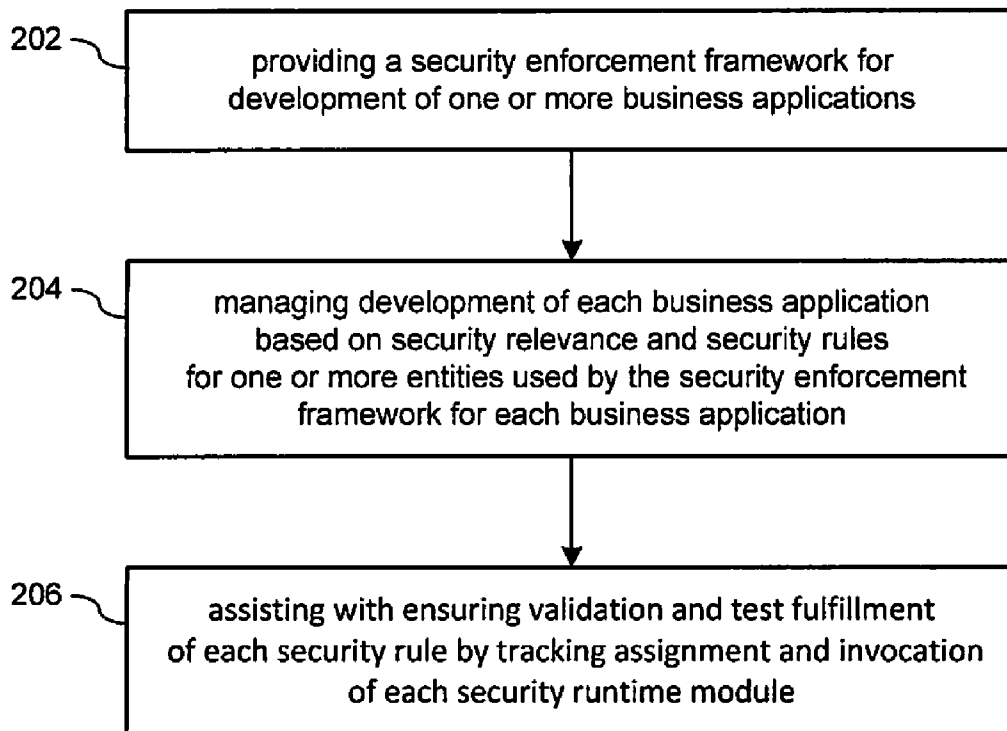 202
providing a security enforcement framework for
development of one or more business applications
204
managing development of each business application
based on security relevance and security rules
for one or more entities used by the security enforcement
framework for each business application
206
assisting with ensuring validation and test fulfillment
of each security rule by tracking assignment and invocation
of each security runtime module